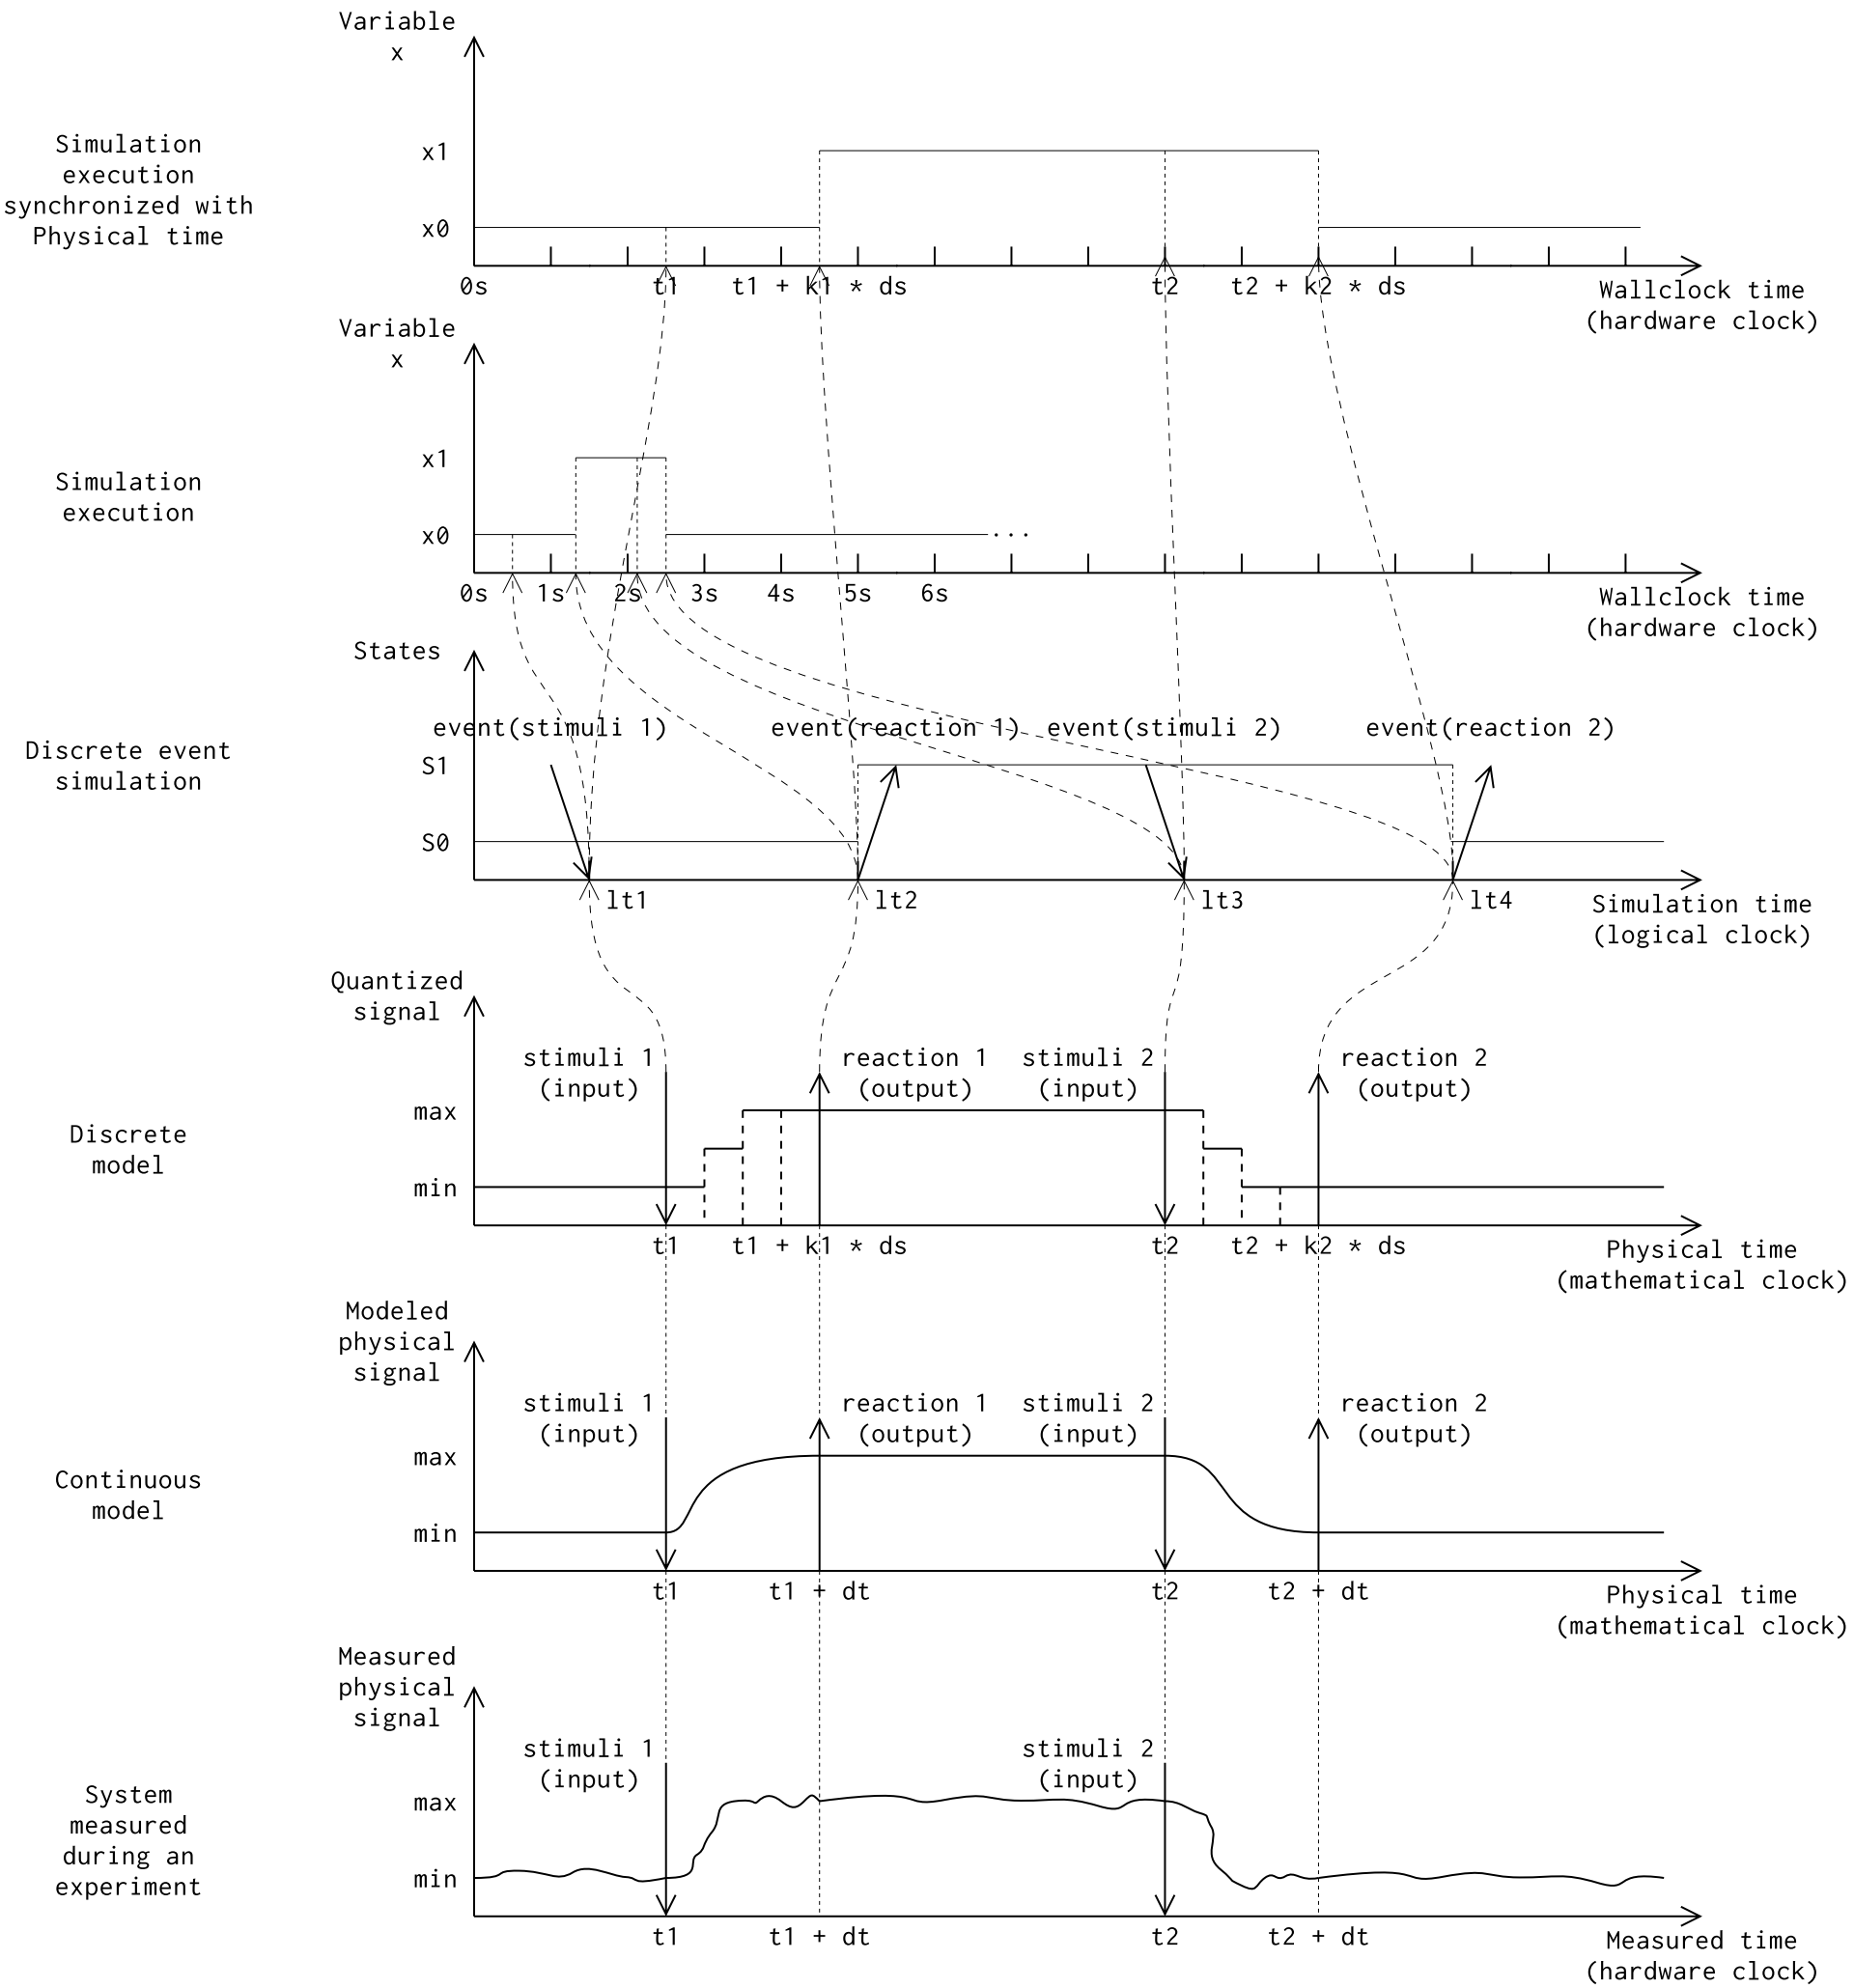 Variable
x
Simulation
execution
synchronized with
Physical time
x1
x0
0s
t1
t1 + k1 * ds
t2
t2 + k2 * ds
Wallclock time
(hardware clock)
Variable
x
Simulation
execution
x1
x0
...
0s
1s
2s
3s
4s
5s
6s
Wallclock time
(hardware clock)
States
Discrete event
simulation
event(stimuli 1)
event(reaction 1)
event(stimuli 2)
event(reaction 2)
S1
S0
lt1
lt2
lt3
lt4
Simulation time
(logical clock)
Quantized
signal
Discrete
model
stimuli 1
(input)
reaction 1
(output)
stimuli 2
(input)
reaction 2
(output)
max
min
t1
t1 + k1 * ds
t2
t2 + k2 * ds
Physical time
(mathematical clock)
Modeled
physical
signal
Continuous
model
stimuli 1
(input)
reaction 1
(output)
stimuli 2
(input)
reaction 2
(output)
max
min
t1
t1 + dt
t2
t2 + dt
Physical time
(mathematical clock)
Measured
physical
signal
System
measured
during an
experiment
stimuli 1
(input)
stimuli 2
(input)
max
min
t1
t1 + dt
t2
t2 + dt
Measured time
(hardware clock)